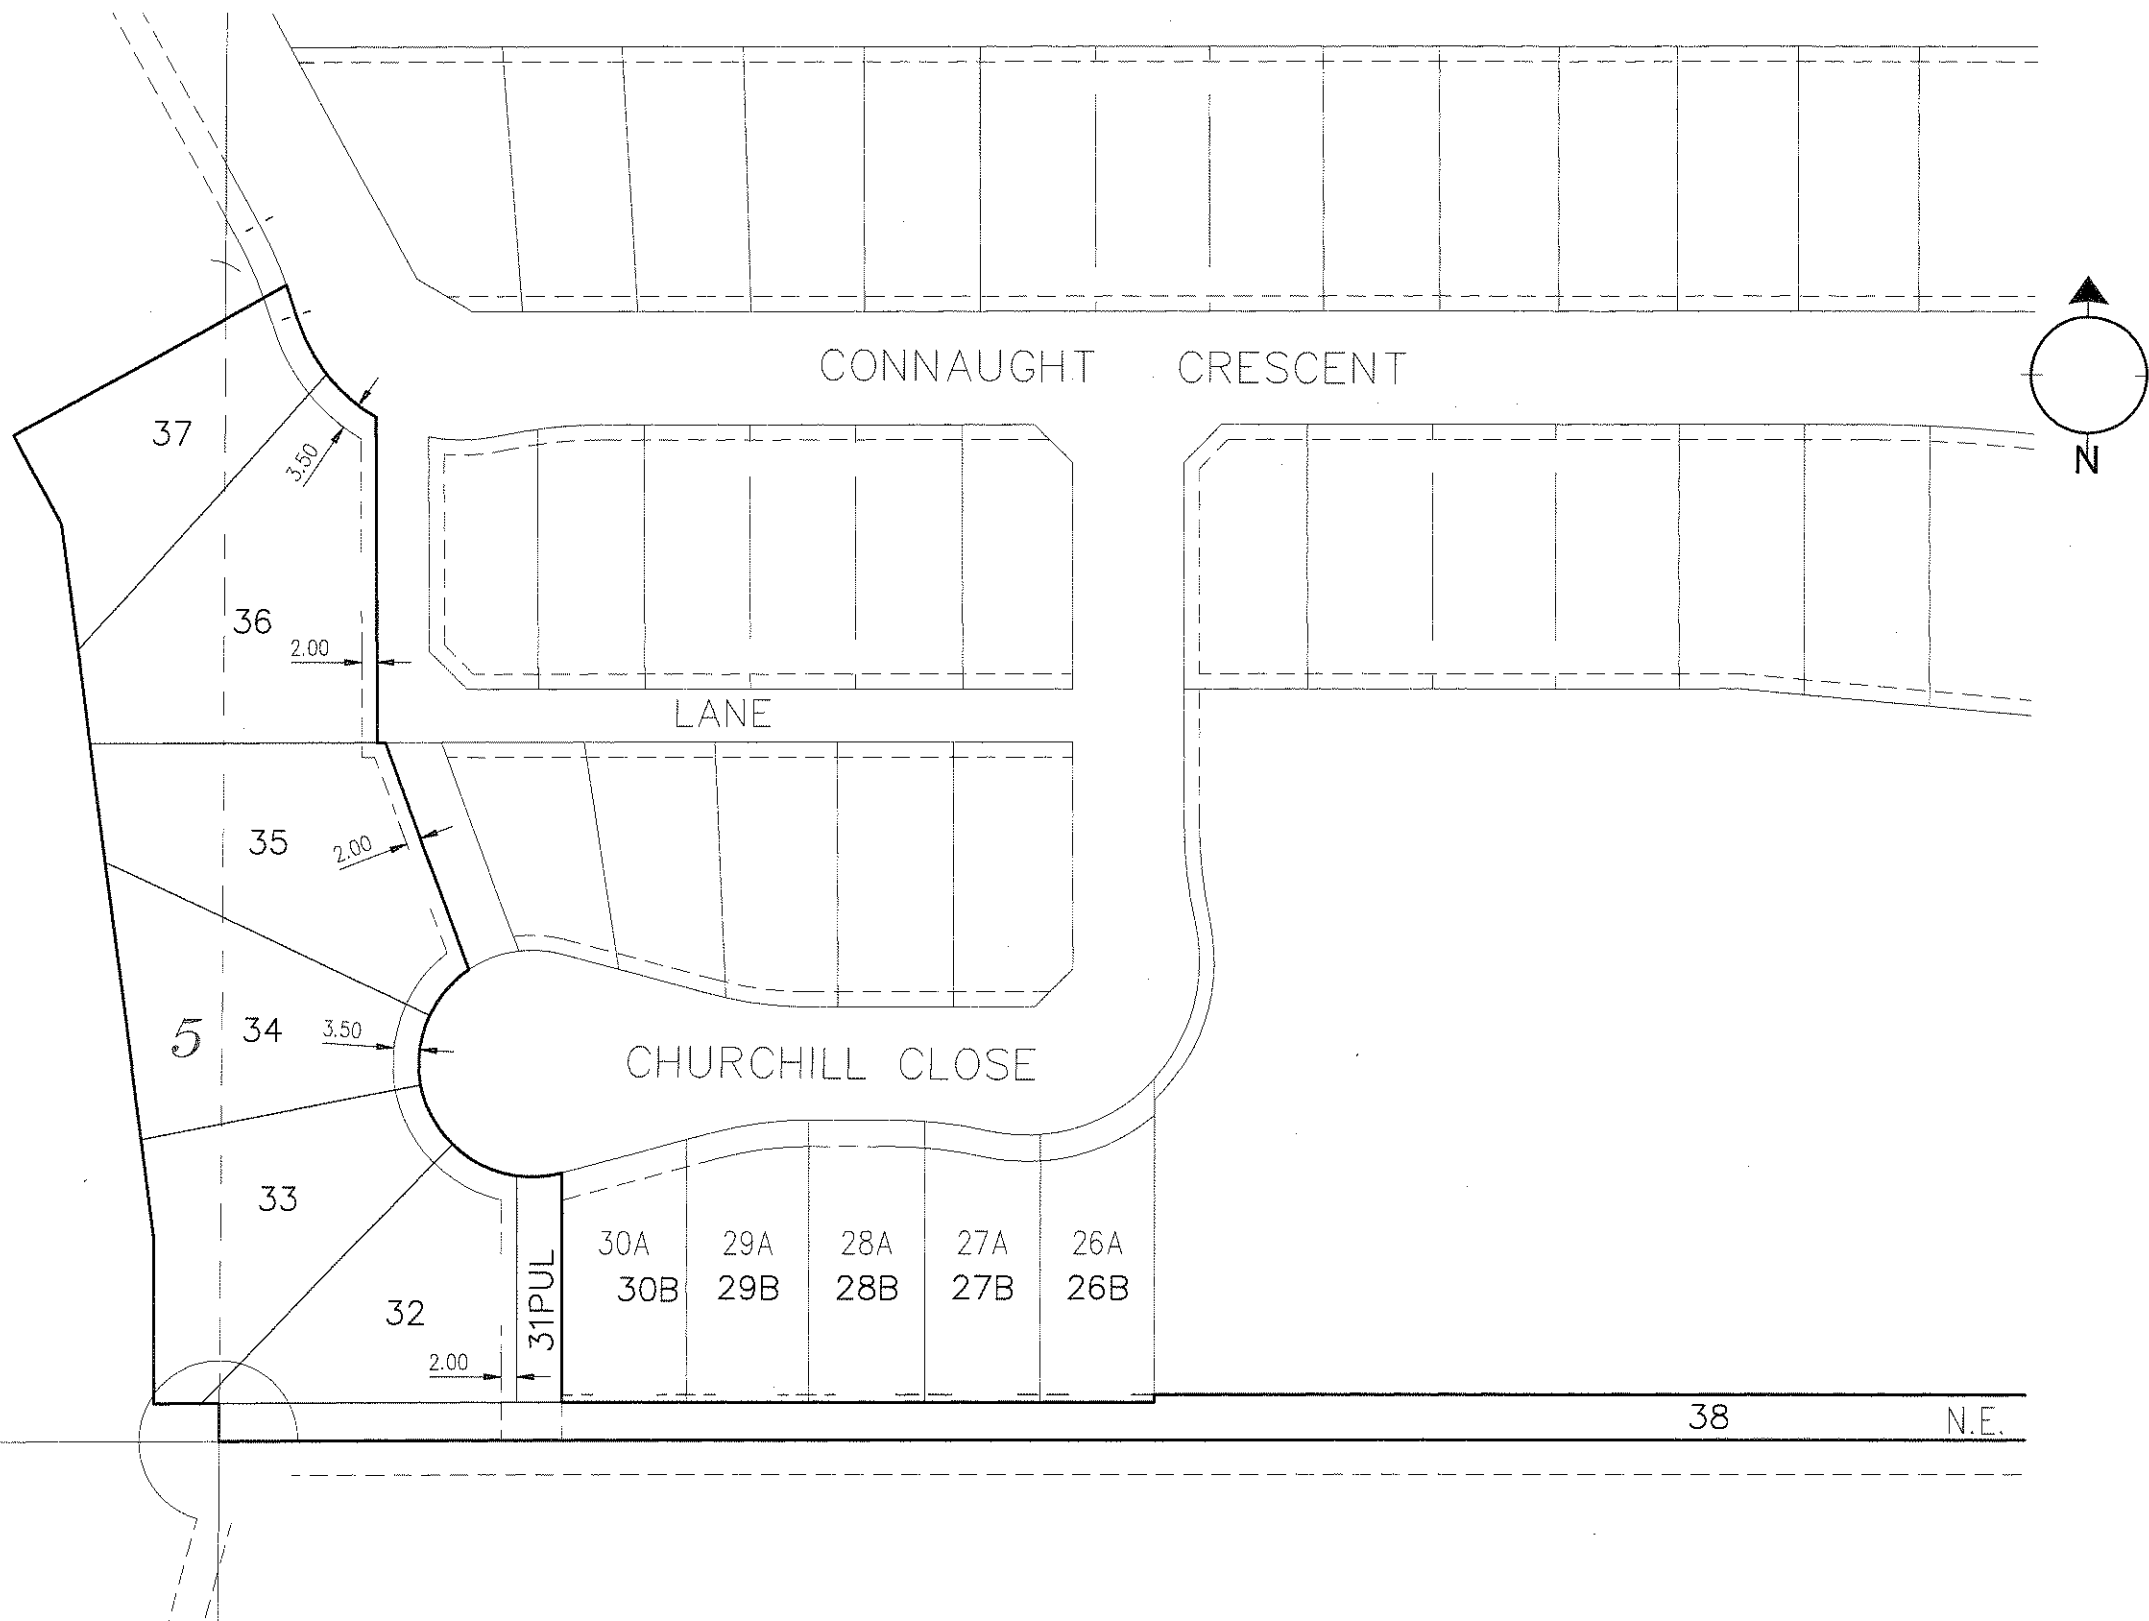 CONNAUGHT CRESCENT
N
37
3.50
36
2.00
LANE
35
2.00
5
34
3.50
CHURCHILL CLOSE
33
32
2.00
31PUL
30A
30B
29A
29B
28A
28B
27A
27B
26A
26B
38
N.E.